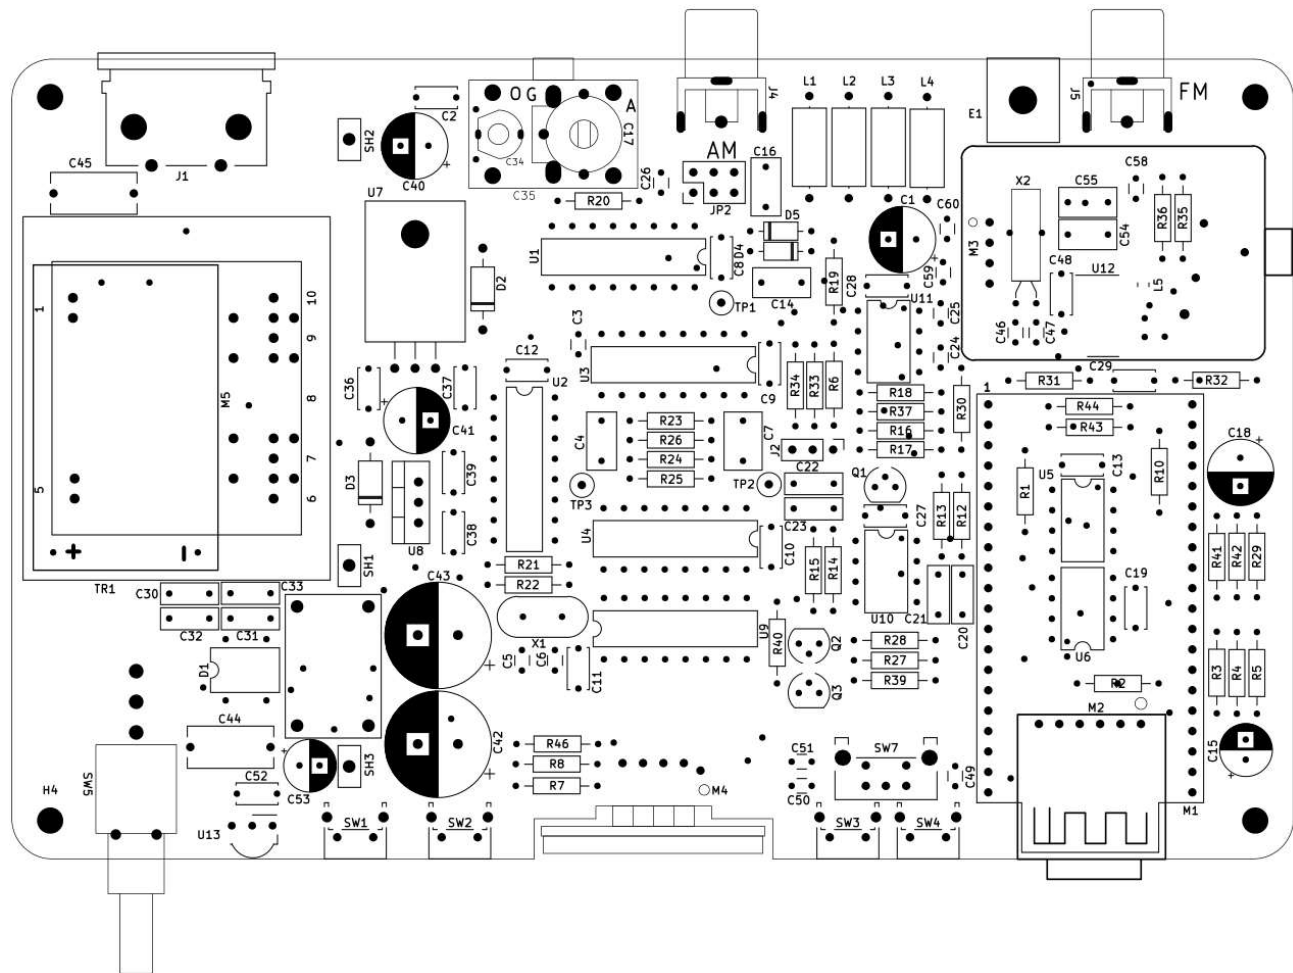 FM
J4
J5
L1
L2
L3
L4
E1
O G
A
C17
C34
C35
C2
SH2
C40
+
C45
J1
U7
AM
JP2
C16
C26
R20
D5
D4
C1
+
C60
C59
C58
X2
C55
C54
R36
R35
M3
C48
U12
L5
C46
C47
U1
C8
C14
R19
C28
U11
C25
C24
TP1
D2
1
10
9
8
7
6
5
M5
+
−
TR1
C3
U3
C9
C12
U2
C36
C37
+
C41
R34
R33
R6
R18
R37
R16
R17
R30
R31
C29
R32
1
R44
R43
C4
R23
R26
R24
R25
C7
J2
C22
C23
Q1
C27
R13
R12
R1
U5
C13
R10
C18
+
D3
C39
C38
U8
TP3
TP2
U4
C10
R15
R14
U10
C21
C20
C19
U6
R41
R42
R29
SH1
C43
+
R21
R22
X1
C5
C6
C11
U9
R40
Q2
Q3
R28
R27
R39
R2
R3
R4
R5
C30
C33
C32
C31
D1
C44
C42
+
R46
R8
R7
M4
C51
C50
SW7
C49
M2
C15
+
M1
H4
SW5
C52
C53
+
SH3
U13
SW1
SW2
SW3
SW4